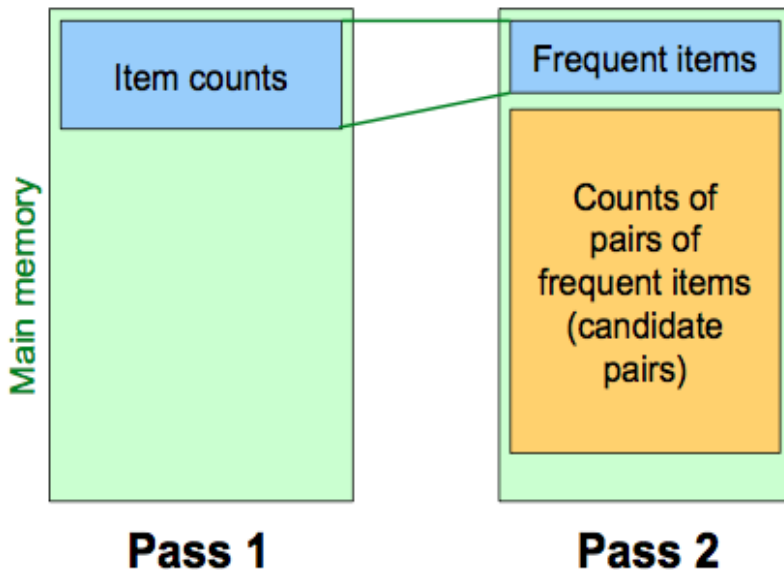 Main memory
Item counts
Frequent items
Counts of
pairs of
frequent items
(candidate
pairs)
Pass 1
Pass 2